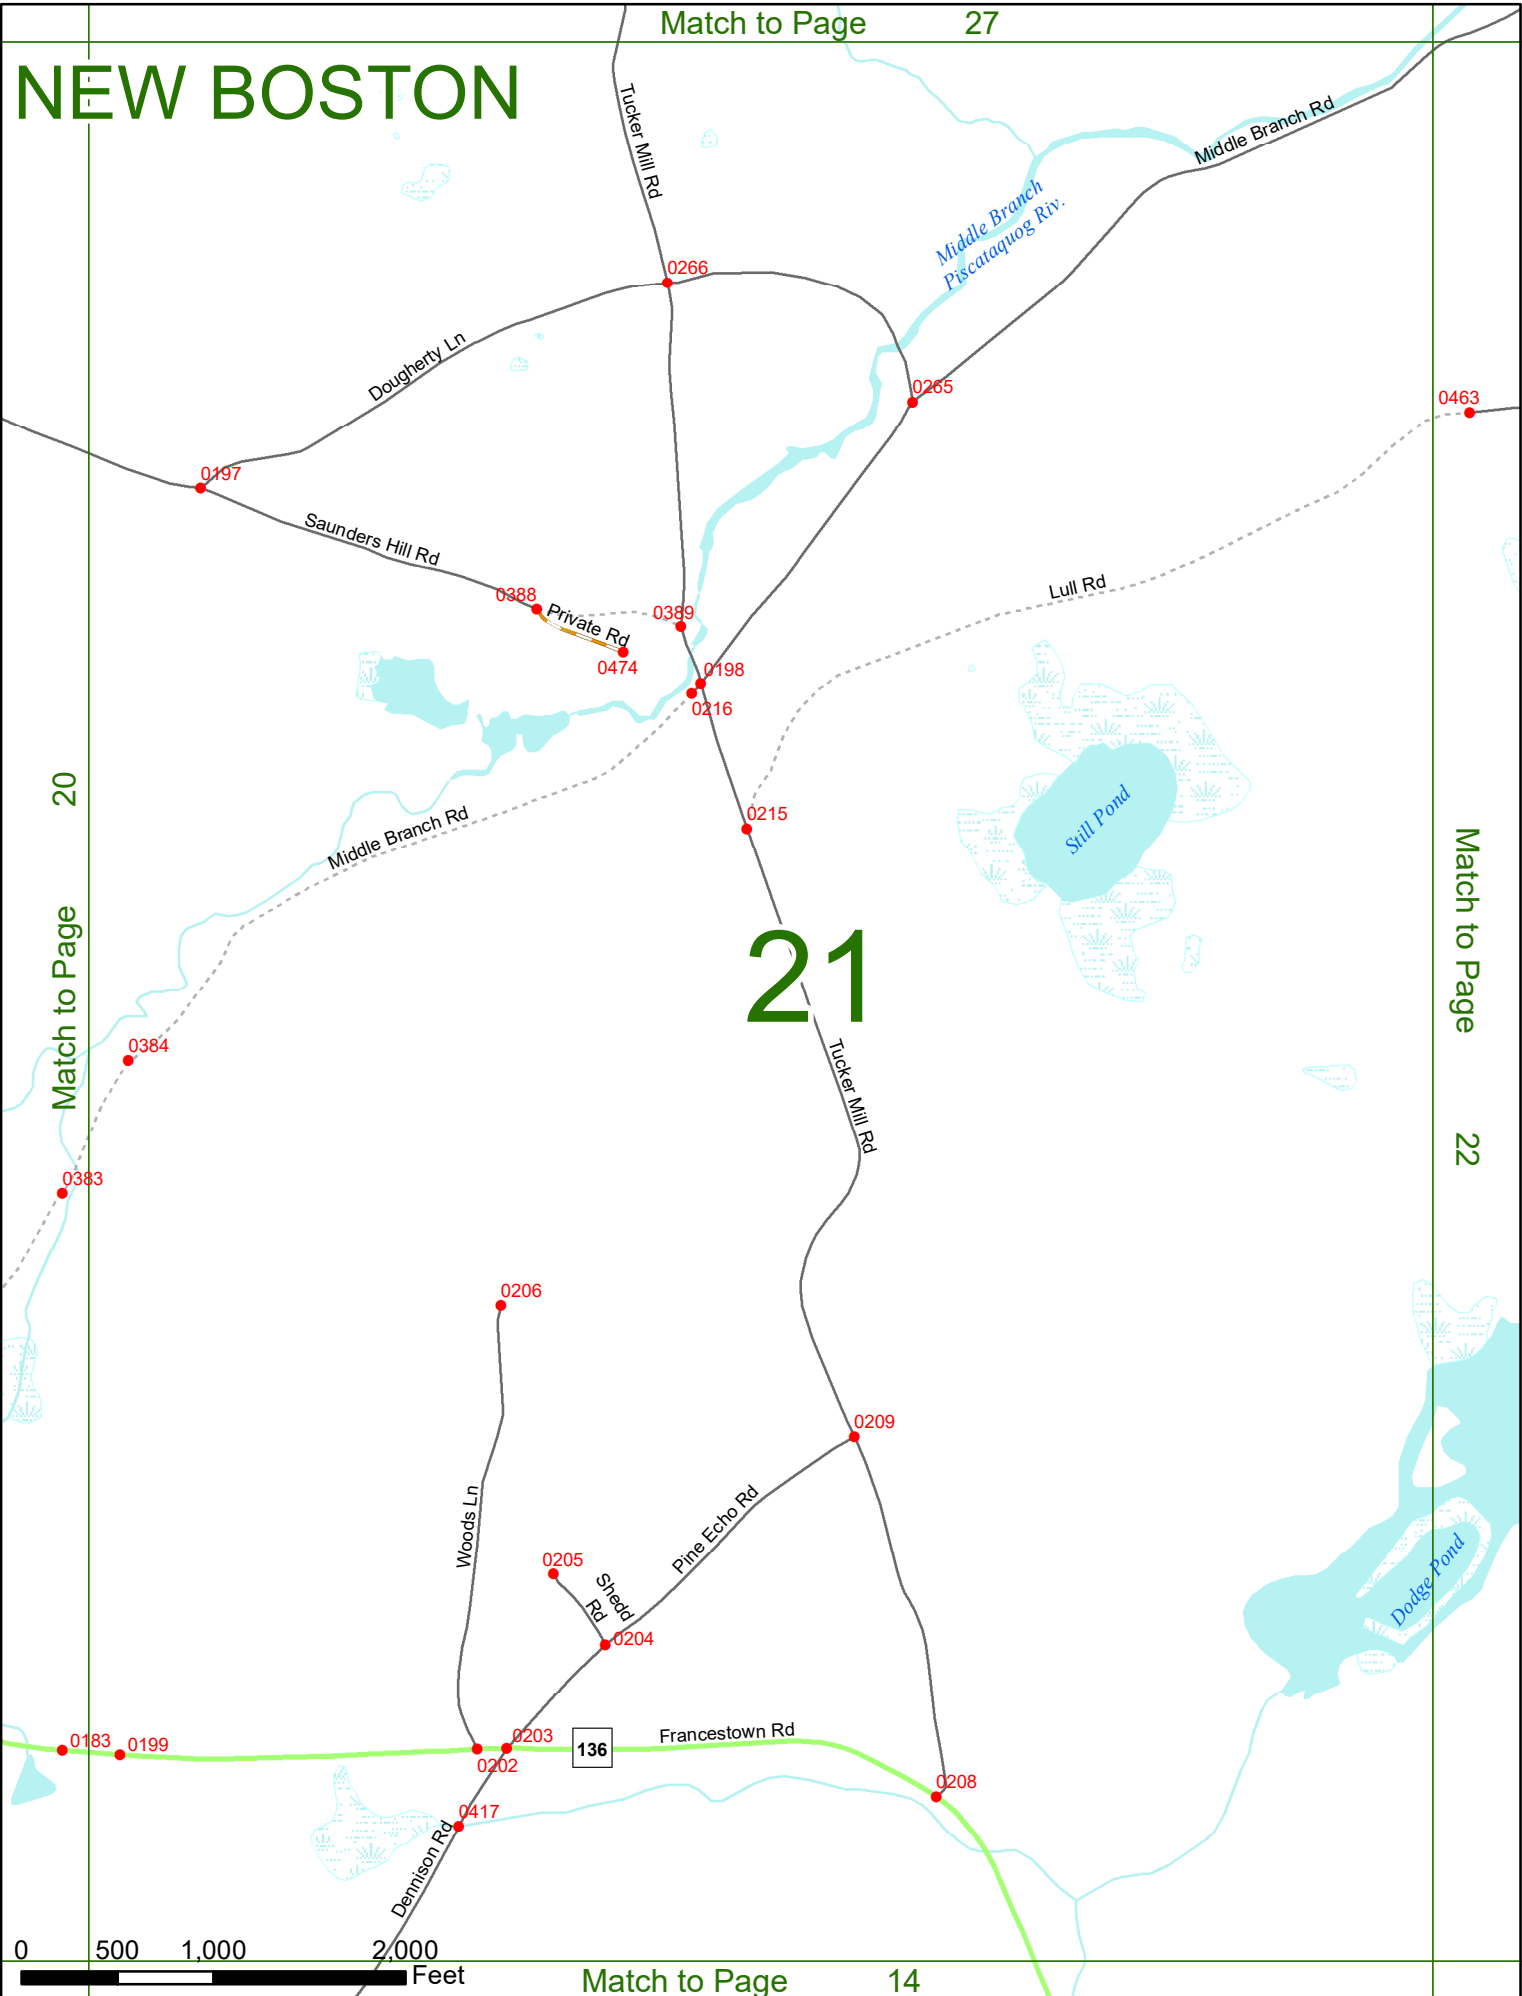 Match to Page 27
NEW BOSTON
Tucker Mill Rd
Middle Branch Rd
Middle Branch
Piscataquog Riv.
0266
Dougherty Ln
0265
0463
0197
Saunders Hill Rd
0388
Private Rd
0389
Lull Rd
0474
0198
0216
20
Match to Page
Middle Branch Rd
0215
Still Pond
Match to Page
22
21
0384
Tucker Mill Rd
0383
0206
0209
Woods Ln
Pine Echo Rd
0205
Shedd
Rd
0204
Dodge Pond
0183
0199
0203
136
Francestown Rd
0202
0208
0417
Dennison Rd
0 500 1,000 2,000
Feet
Match to Page 14